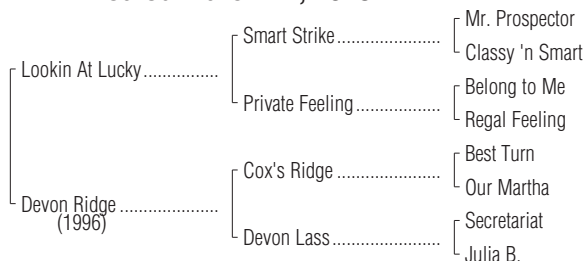 Mr. Prospector
Smart Strike
Classy 'n Smart
Lookin At Lucky
Belong to Me
Private Feeling
Regal Feeling
Best Turn
Cox's Ridge
Our Martha
Devon Ridge
(1996)
Secretariat
Devon Lass
Julia B.